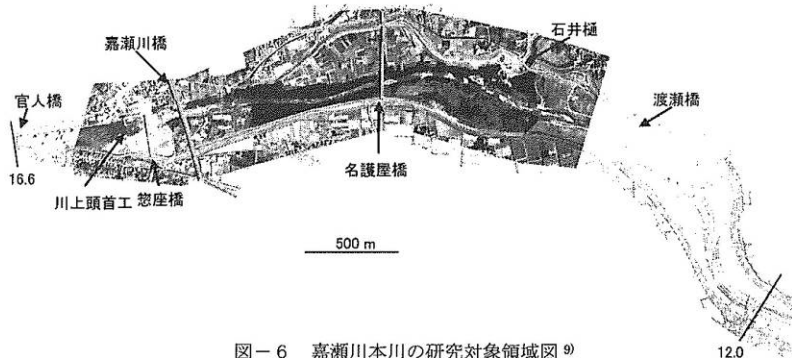 石井樋
嘉瀬川橋
官人橋
渡瀬橋
16.6
川上頭首工
惣座橋
名護屋橋
500 m
図－6　嘉瀬川本川の研究対象領域図 9)
12.0